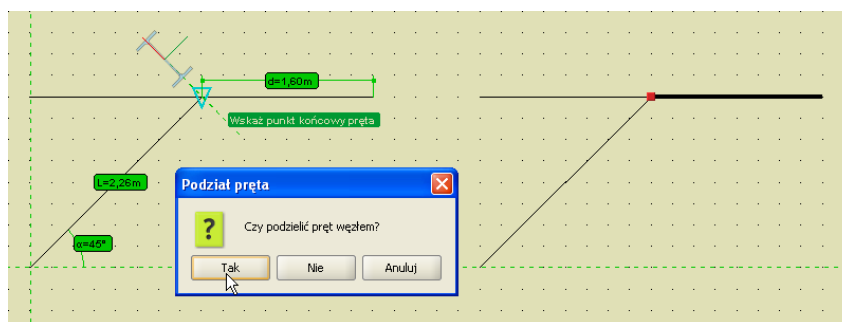 d=1,60m
Wskaż punkt końcowy pręta
L=2,26m
α=45°
Podział pręta
?
Czy podzielić pręt węzłem?
Tak Nie Anuluj